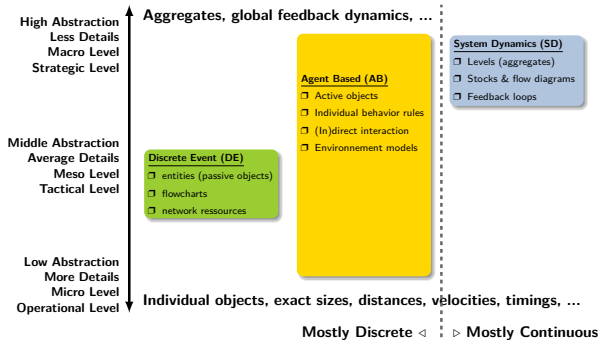 High Abstraction
Less Details
Macro Level
Strategic Level
Aggregates, global feedback dynamics, ...
System Dynamics (SD)
❐ Levels (aggregates)
❐ Stocks & flow diagrams
❐ Feedback loops
Agent Based (AB)
❐ Active objects
❐ Individual behavior rules
❐ (In)direct interaction
❐ Environnement models
Middle Abstraction
Average Details
Meso Level
Tactical Level
Discrete Event (DE)
❐ entities (passive objects)
❐ flowcharts
❐ network ressources
Low Abstraction
More Details
Micro Level
Operational Level
Individual objects, exact sizes, distances, velocities, timings, ...
Mostly Discrete ◁
▷ Mostly Continuous